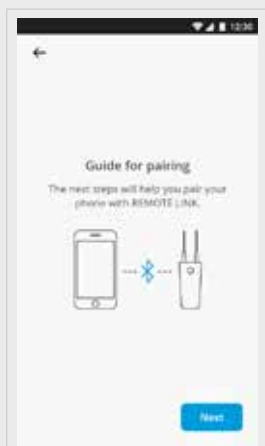 12:30
Guide for pairing
The next steps will help you pair your
phone with REMOTE LINK.
Next